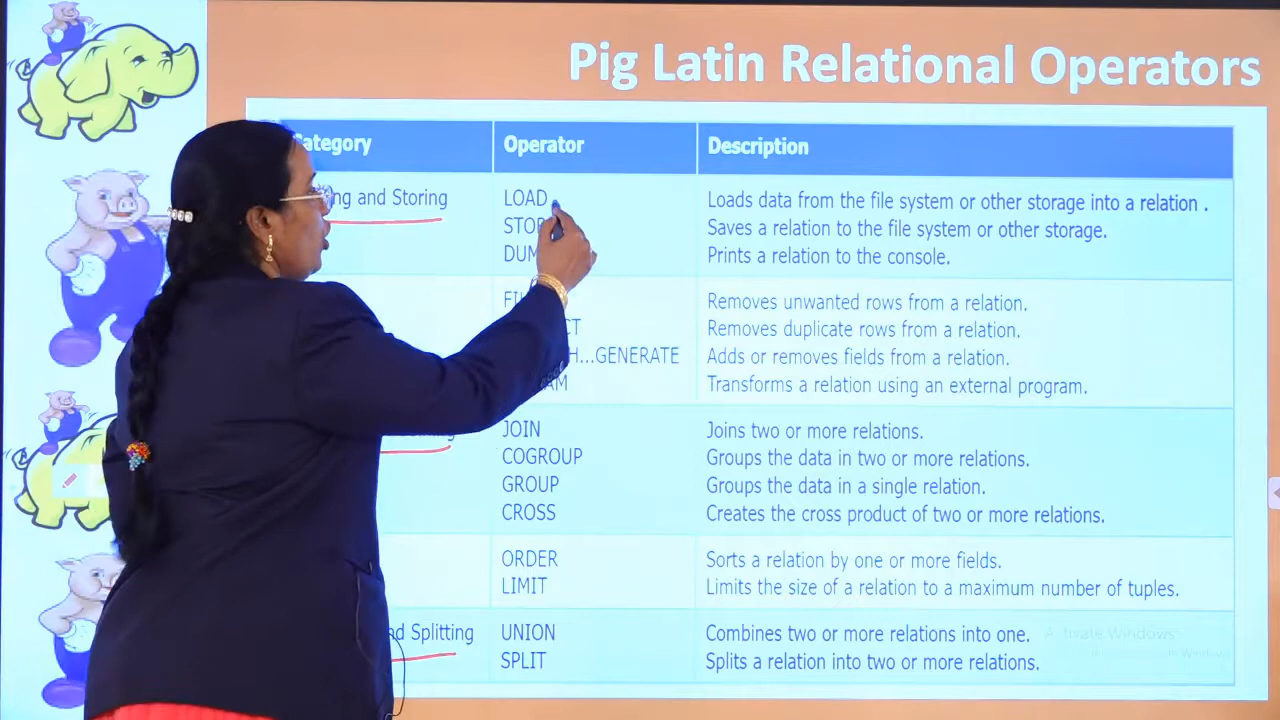 Pig Latin Relational Operators
Category Operator Description
and Storing LOAD Loads data from the file system or other storage into a relation .
Saves a relation to the file system or other storage.
Prints a relation to the console.
Removes unwanted rows from a relation.
Removes duplicate rows from a relation.
...GENERATE Adds or removes fields from a relation.
Transforms a relation using an external program.
JOIN Joins two or more relations.
COGROUP Groups the data in two or more relations.
GROUP Groups the data in a single relation.
CROSS Creates the cross product of two or more relations.
ORDER Sorts a relation by one or more fields.
LIMIT Limits the size of a relation to a maximum number of tuples.
and Splitting UNION Combines two or more relations into one.
SPLIT Splits a relation into two or more relations.
Activate Windows